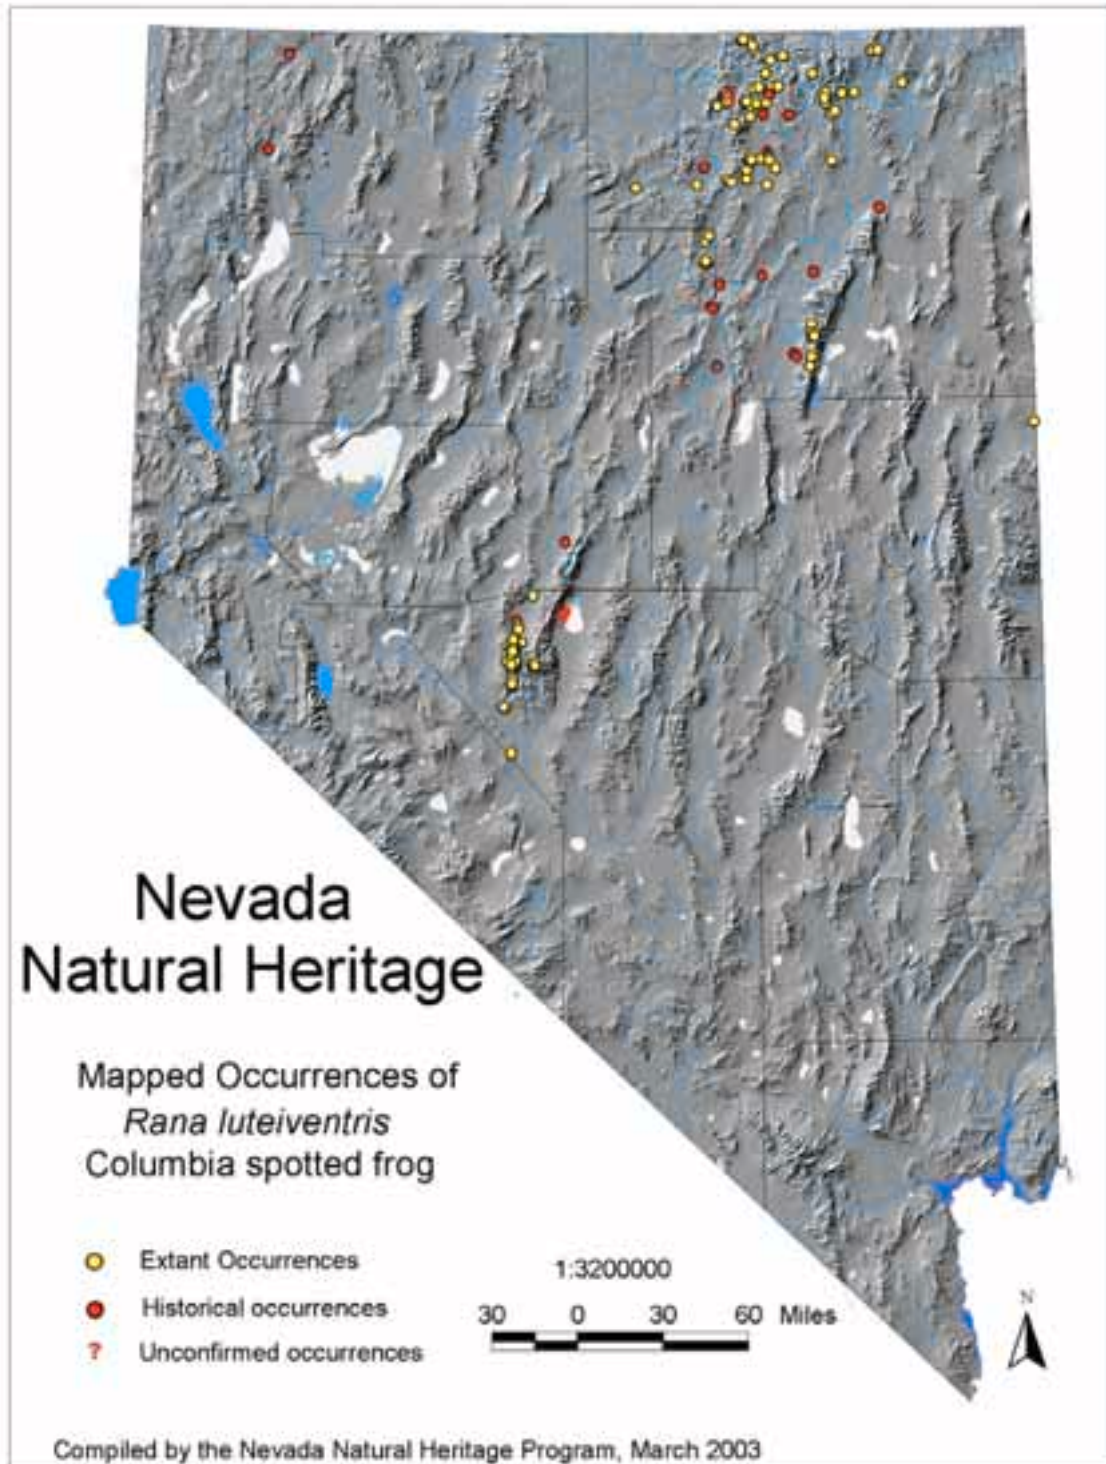 Nevada
Natural Heritage
Mapped Occurrences of
Rana luteiventris
Columbia spotted frog
Extant Occurrences
Historical occurrences
? Unconfirmed occurrences
1:3200000
30 0 30 60 Miles
N
Compiled by the Nevada Natural Heritage Program, March 2003